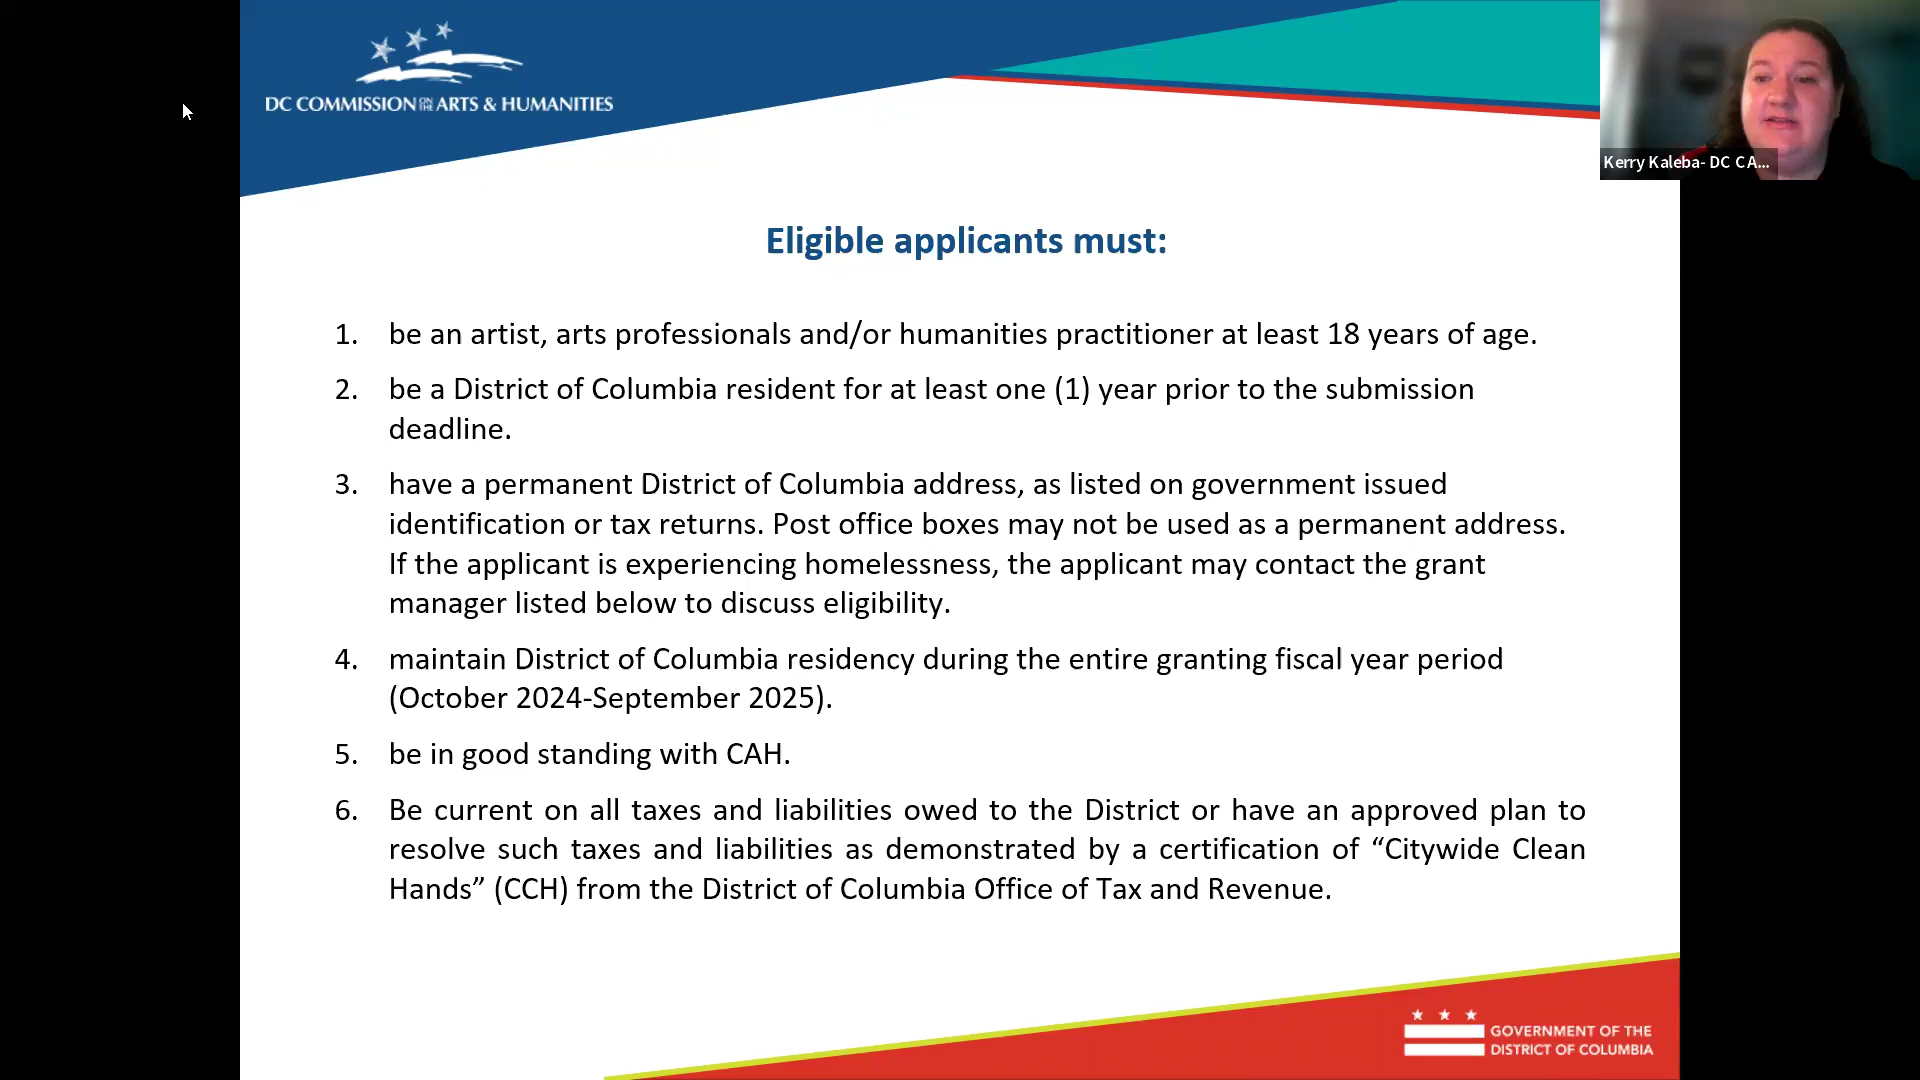 DC COMMISSION ON THE ARTS & HUMANITIES
Kerry Kaleba- DC CA...
Eligible applicants must:
1. be an artist, arts professionals and/or humanities practitioner at least 18 years of age.
2. be a District of Columbia resident for at least one (1) year prior to the submission
deadline.
3. have a permanent District of Columbia address, as listed on government issued
identification or tax returns. Post office boxes may not be used as a permanent address.
If the applicant is experiencing homelessness, the applicant may contact the grant
manager listed below to discuss eligibility.
4. maintain District of Columbia residency during the entire granting fiscal year period
(October 2024-September 2025).
5. be in good standing with CAH.
6. Be current on all taxes and liabilities owed to the District or have an approved plan to
resolve such taxes and liabilities as demonstrated by a certification of “Citywide Clean
Hands” (CCH) from the District of Columbia Office of Tax and Revenue.
GOVERNMENT OF THE
DISTRICT OF COLUMBIA